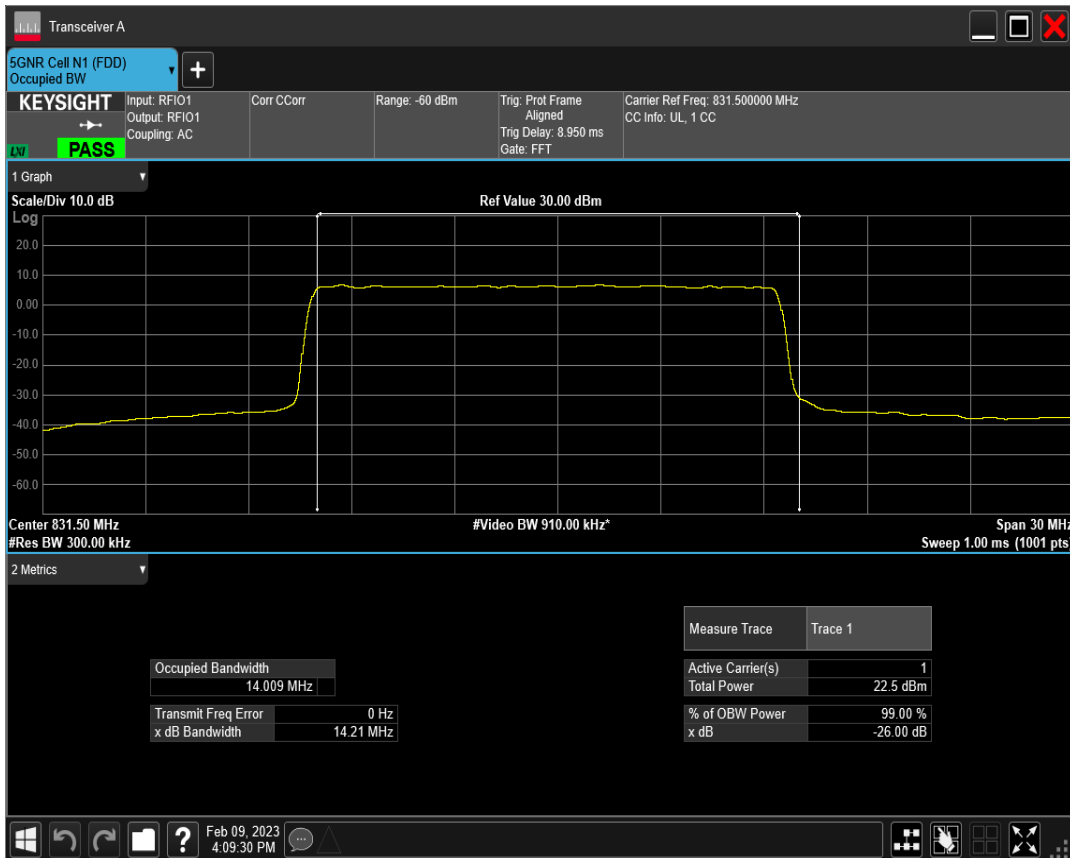 Transceiver A
5GNR Cell N1 (FDD)
Occupied BW
+
KEYSIGHT
LXI
PASS
Input: RFIO1
Output: RFIO1
Coupling: AC
Corr CCorr
Range: -60 dBm
Trig: Prot Frame
Aligned
Trig Delay: 8.950 ms
Gate: FFT
Carrier Ref Freq: 831.500000 MHz
CC Info: UL, 1 CC
1 Graph
Scale/Div 10.0 dB
Ref Value 30.00 dBm
Log
20.0
10.0
0.00
-10.0
-20.0
-30.0
-40.0
-50.0
-60.0
Center 831.50 MHz
#Video BW 910.00 kHz*
Span 30 MHz
#Res BW 300.00 kHz
Sweep 1.00 ms (1001 pts)
2 Metrics
Measure Trace Trace 1
Occupied Bandwidth
14.009 MHz
Active Carrier(s) 1
Total Power 22.5 dBm
Transmit Freq Error 0 Hz
x dB Bandwidth 14.21 MHz
% of OBW Power 99.00 %
x dB -26.00 dB
?
Feb 09, 2023
4:09:30 PM